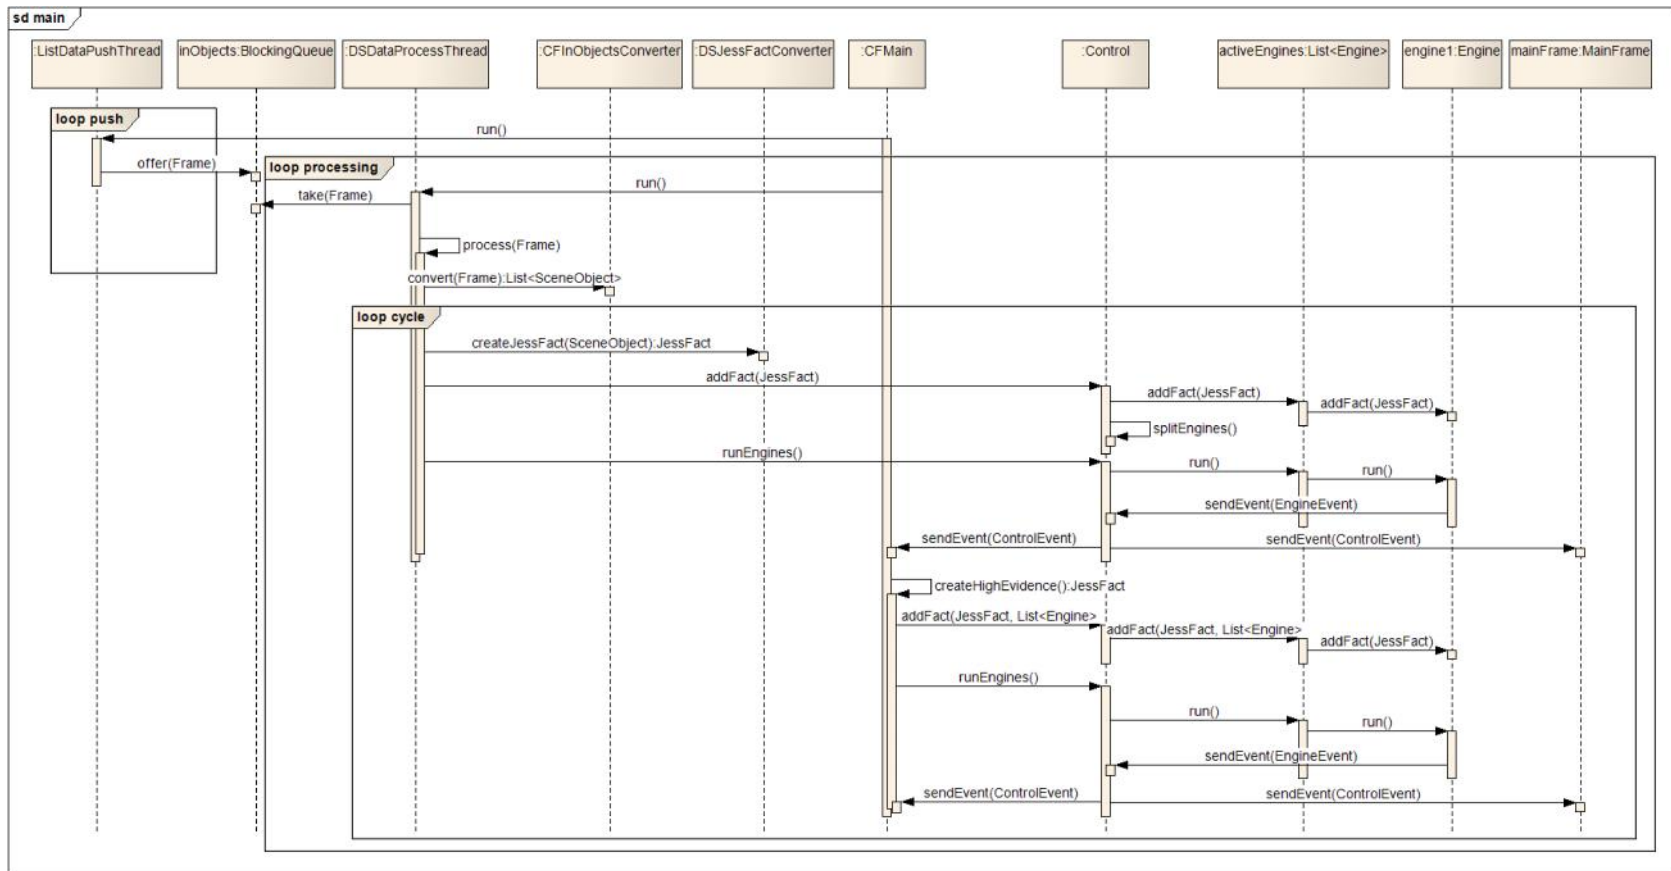 sd main
:ListDataPushThread
inObjects:BlockingQueue
:DSDataProcessThread
:CFInObjectsConverter
:DSJessFactConverter
:CFMain
:Control
activeEngines:List<Engine>
engine1:Engine
mainFrame:MainFrame
loop push
run()
offer(Frame)
loop processing
run()
take(Frame)
process(Frame)
convert(Frame):List<SceneObject>
loop cycle
createJessFact(SceneObject):JessFact
addFact(JessFact)
addFact(JessFact)
addFact(JessFact)
splitEngines()
runEngines()
run()
run()
sendEvent(EngineEvent)
sendEvent(ControlEvent)
sendEvent(ControlEvent)
createHighEvidence():JessFact
addFact(JessFact, List<Engine>
addFact(JessFact, List<Engine>
addFact(JessFact)
runEngines()
run()
run()
sendEvent(EngineEvent)
sendEvent(ControlEvent)
sendEvent(ControlEvent)